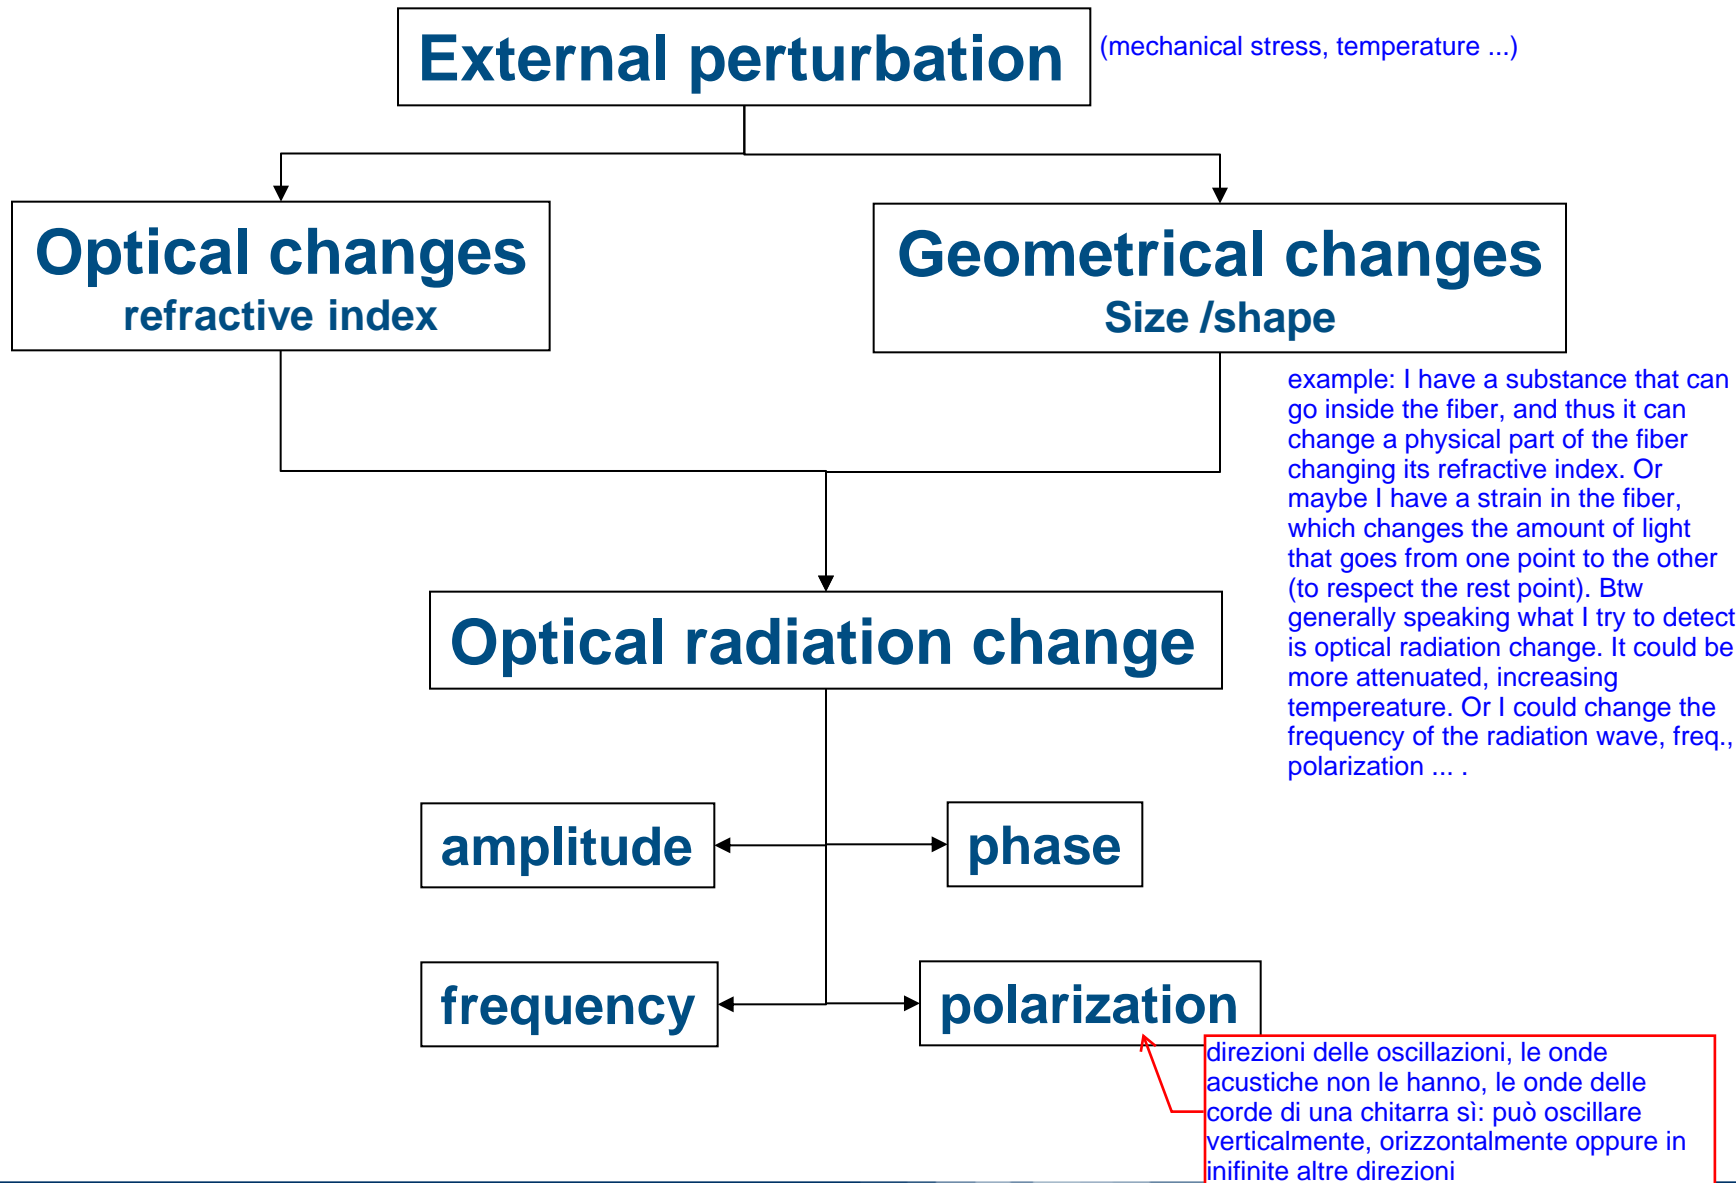 External perturbation
(mechanical stress, temperature ...)
Optical changes
refractive index
Geometrical changes
Size /shape
example: I have a substance that can
go inside the fiber, and thus it can
change a physical part of the fiber
changing its refractive index. Or
maybe I have a strain in the fiber,
which changes the amount of light
that goes from one point to the other
(to respect the rest point). Btw
generally speaking what I try to detect
is optical radiation change. It could be
more attenuated, increasing
tempereature. Or I could change the
frequency of the radiation wave, freq.,
polarization ... .
Optical radiation change
amplitude
phase
frequency
polarization
direzioni delle oscillazioni, le onde
acustiche non le hanno, le onde delle
corde di una chitarra sì: può oscillare
verticalmente, orizzontalmente oppure in
inifinite altre direzioni